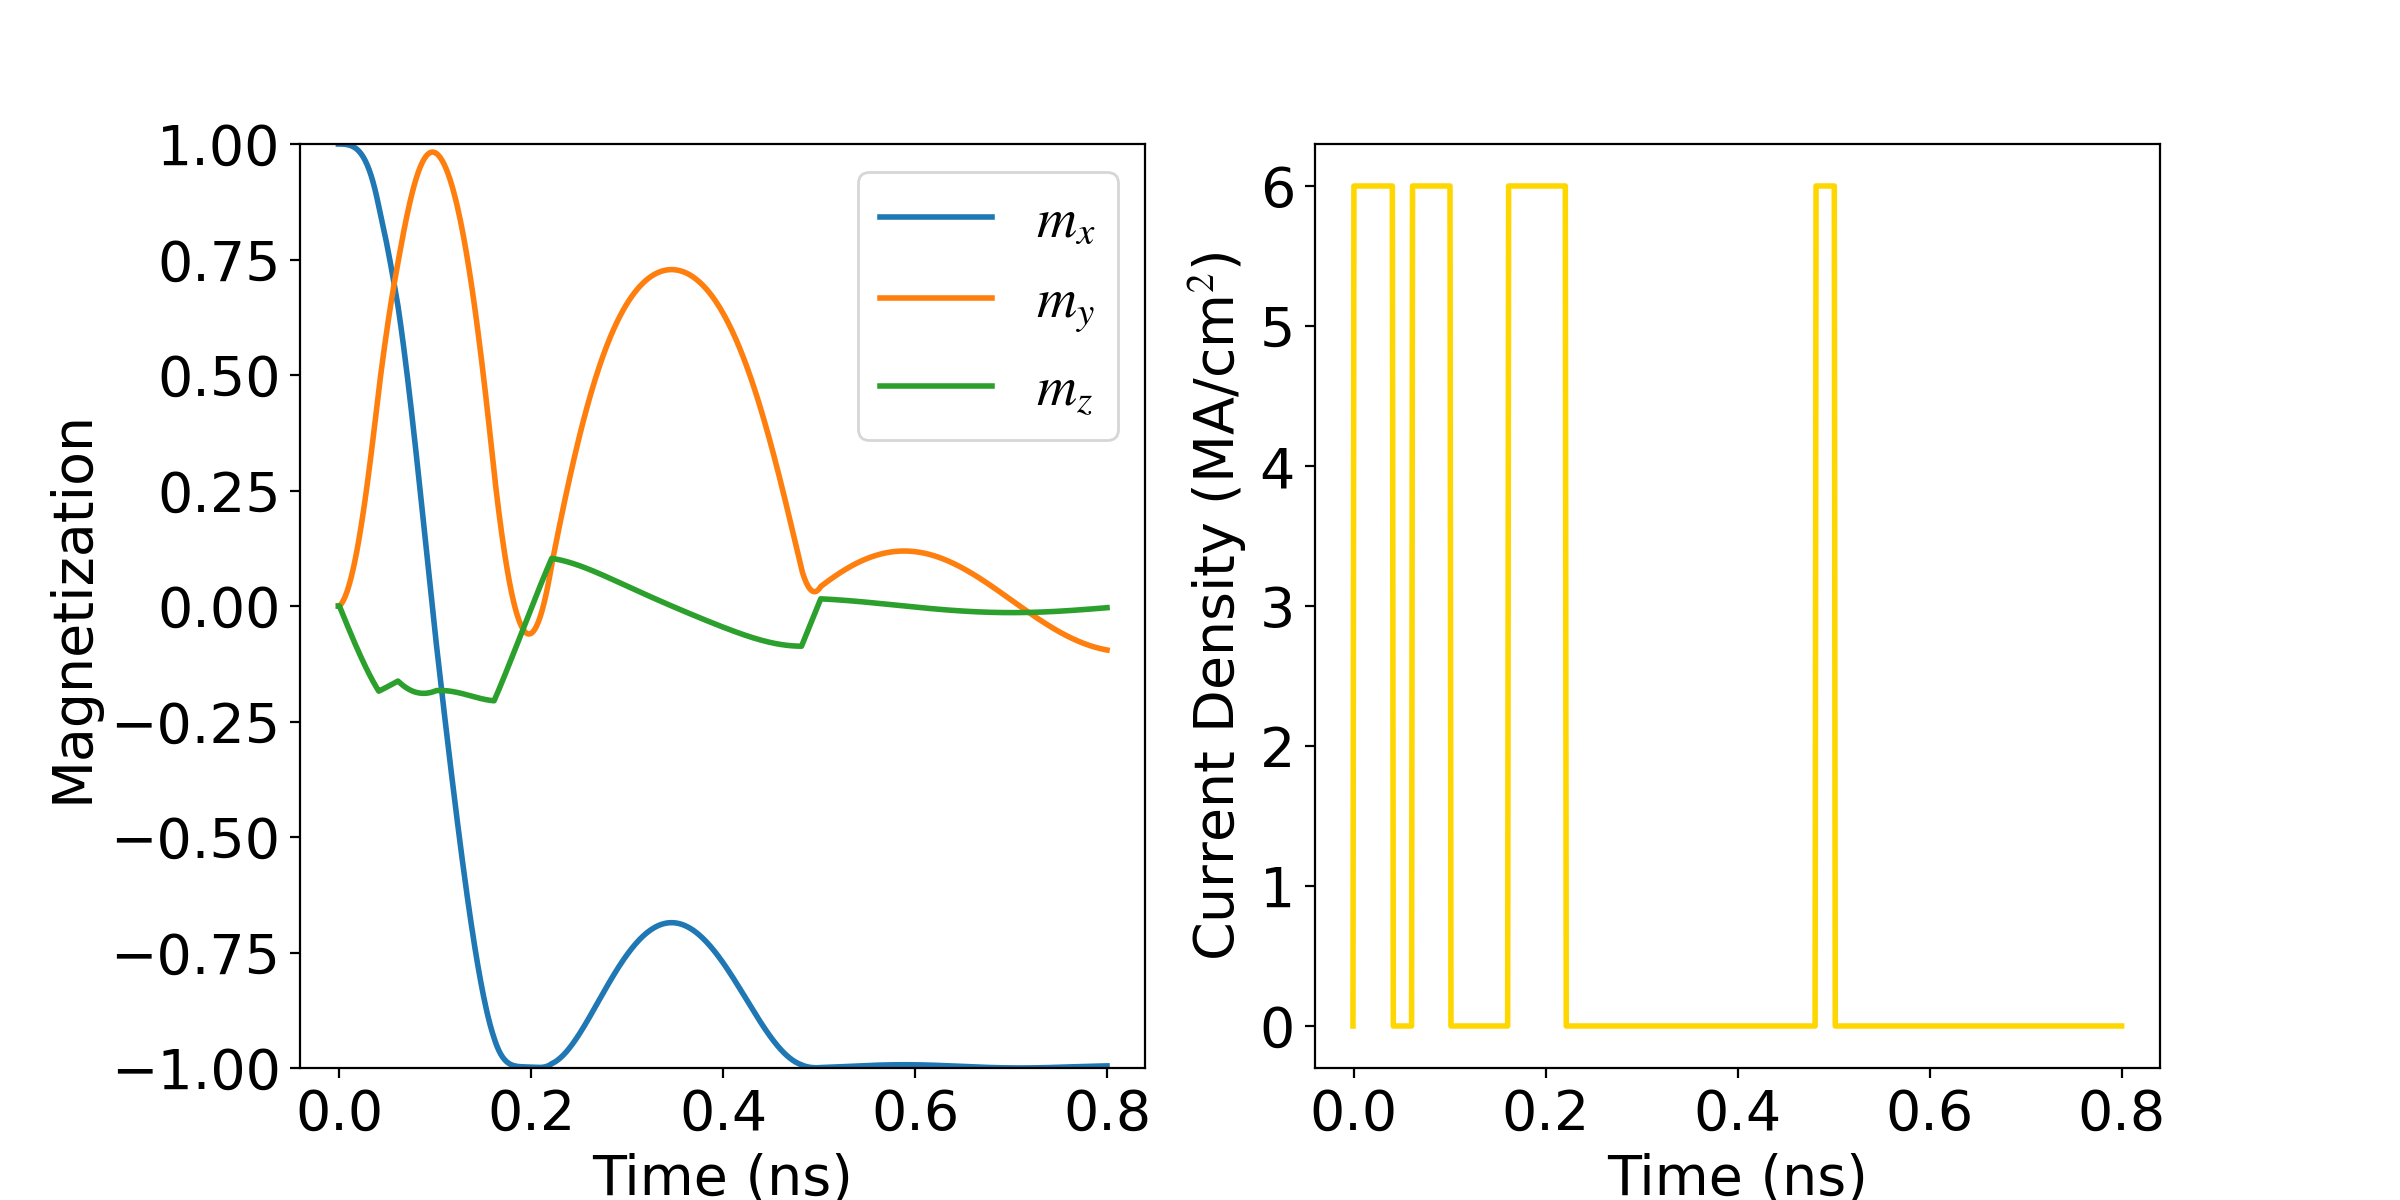 Magnetization
1.00
0.75
0.50
0.25
0.00
−0.25
−0.50
−0.75
−1.00
0.0 0.2 0.4 0.6 0.8
Time (ns)
m_x
m_y
m_z
Current Density (MA/cm²)
6
5
4
3
2
1
0
0.0 0.2 0.4 0.6 0.8
Time (ns)